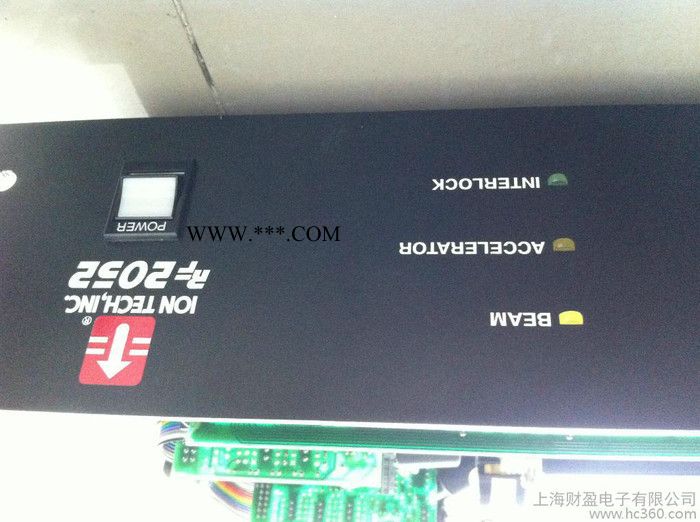 BEAM
ACCELERATOR
INTERLOCK
®
ION TECH, INC.
RF 2052
POWER
WWW.***.COM
上海财盈电子有限公司
www.hc360.com